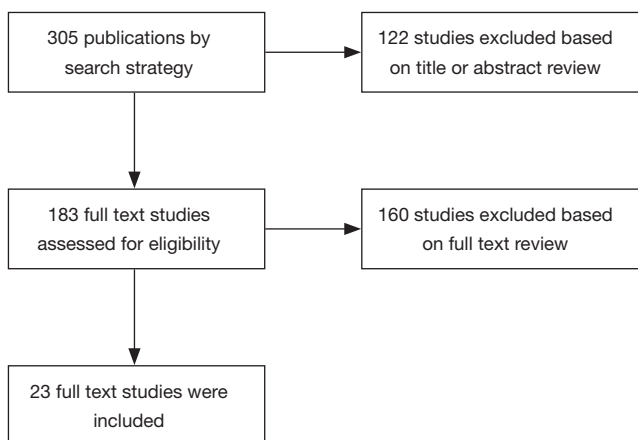 305 publications by
search strategy
122 studies excluded based
on title or abstract review
183 full text studies
assessed for eligibility
160 studies excluded based
on full text review
23 full text studies were
included